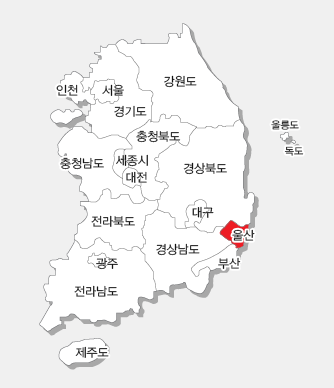 강원도
인천
서울
경기도
울릉도
독도
충청북도
충청남도
세종시
대전
경상북도
대구
전라북도
울산
경상남도
부산
광주
전라남도
제주도